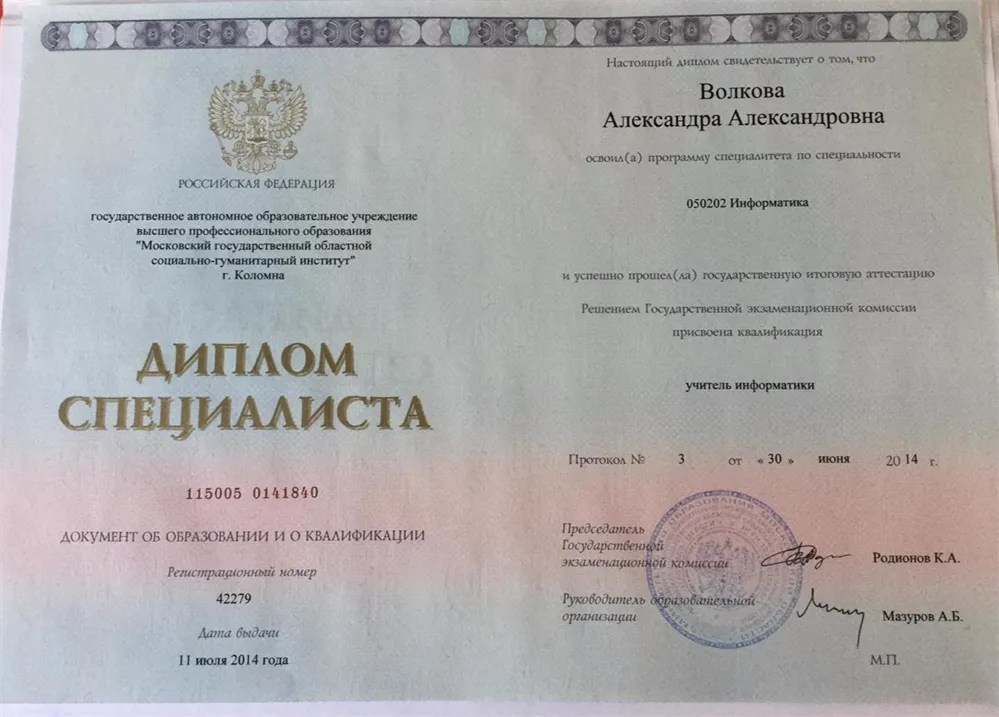 РОССИЙСКАЯ ФЕДЕРАЦИЯ
государственное автономное образовательное учреждение
высшего профессионального образования
"Московский государственный областной
социально-гуманитарный институт"
г. Коломна
ДИПЛОМ
СПЕЦИАЛИСТА
115005 0141840
ДОКУМЕНТ ОБ ОБРАЗОВАНИИ И О КВАЛИФИКАЦИИ
Регистрационный номер
42279
Дата выдачи
11 июля 2014 года
Настоящий диплом свидетельствует о том, что
Волкова
Александра Александровна
освоил(а) программу специалитета по специальности
050202 Информатика
и успешно прошел(ла) государственную итоговую аттестацию
Решением Государственной экзаменационной комиссии
присвоена квалификация
учитель информатики
Протокол № 3 от « 30 » июня 20 14 г.
Председатель
Государственной
экзаменационной комиссии Родионов К.А.
Руководитель образовательной
организации Мазуров А.Б.
М.П.